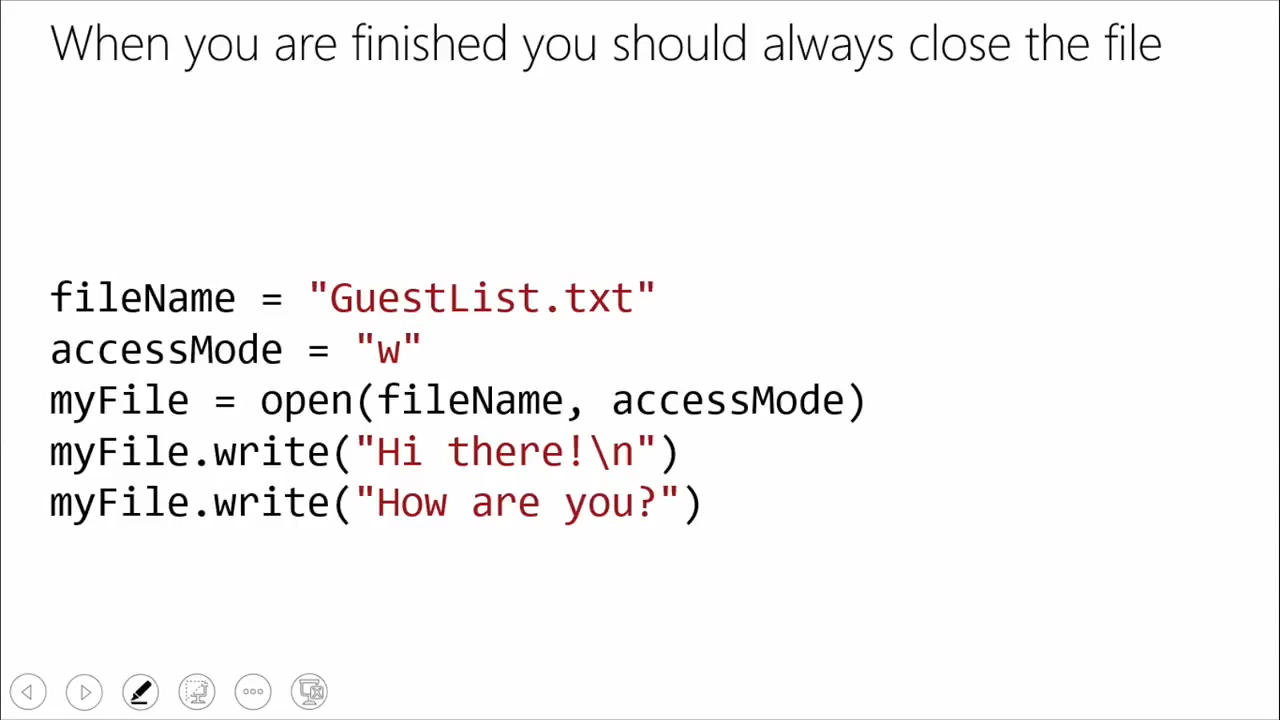 When you are finished you should always close the file
fileName = "GuestList.txt"
accessMode = "w"
myFile = open(fileName, accessMode)
myFile.write("Hi there!\n")
myFile.write("How are you?")